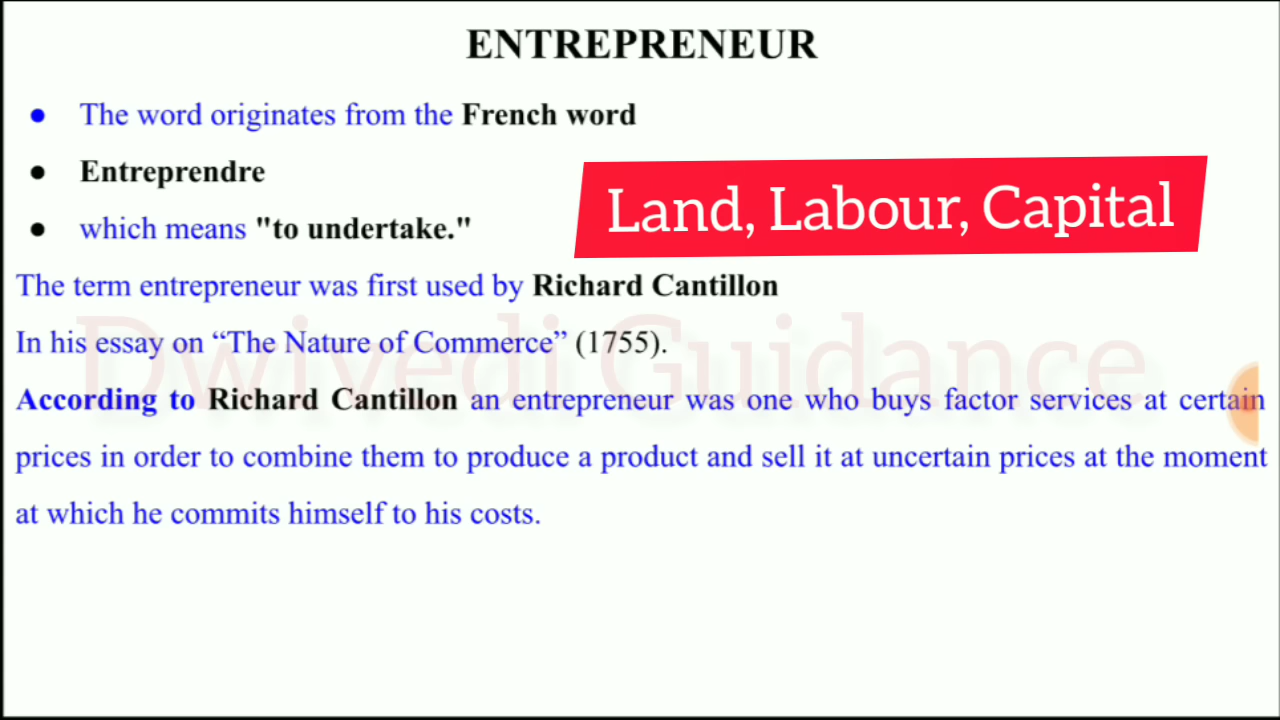 ENTREPRENEUR
● The word originates from the French word
● Entreprendre
● which means "to undertake."
Land, Labour, Capital
The term entrepreneur was first used by Richard Cantillon
In his essay on “The Nature of Commerce” (1755).
Dwivedi Guidance
According to Richard Cantillon an entrepreneur was one who buys factor services at certain
prices in order to combine them to produce a product and sell it at uncertain prices at the moment
at which he commits himself to his costs.